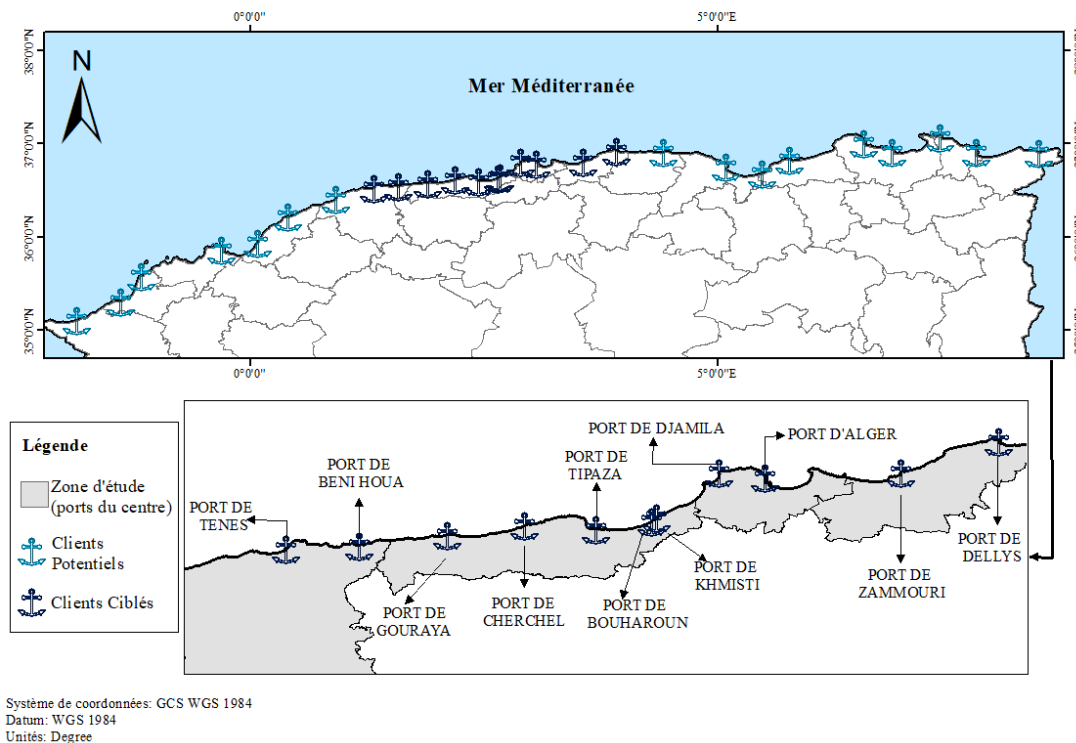 0°0'0"
5°0'0"E
38°0'0"N
37°0'0"N
36°0'0"N
35°0'0"N
N
Mer Méditerranée
0°0'0"
5°0'0"E
Légende
Zone d'étude
(ports du centre)
Clients
Potentiels
Clients Ciblés
PORT DE
TENES
PORT DE
BENI HOUA
PORT DE
GOURAYA
PORT DE
CHERCHEL
PORT DE
TIPAZA
PORT DE
BOUHAROUN
PORT DE
KHMISTI
PORT DE DJAMILA
PORT D'ALGER
PORT DE
ZAMMOURI
PORT DE
DELLYS
Système de coordonnées: GCS WGS 1984
Datum: WGS 1984
Unités: Degree